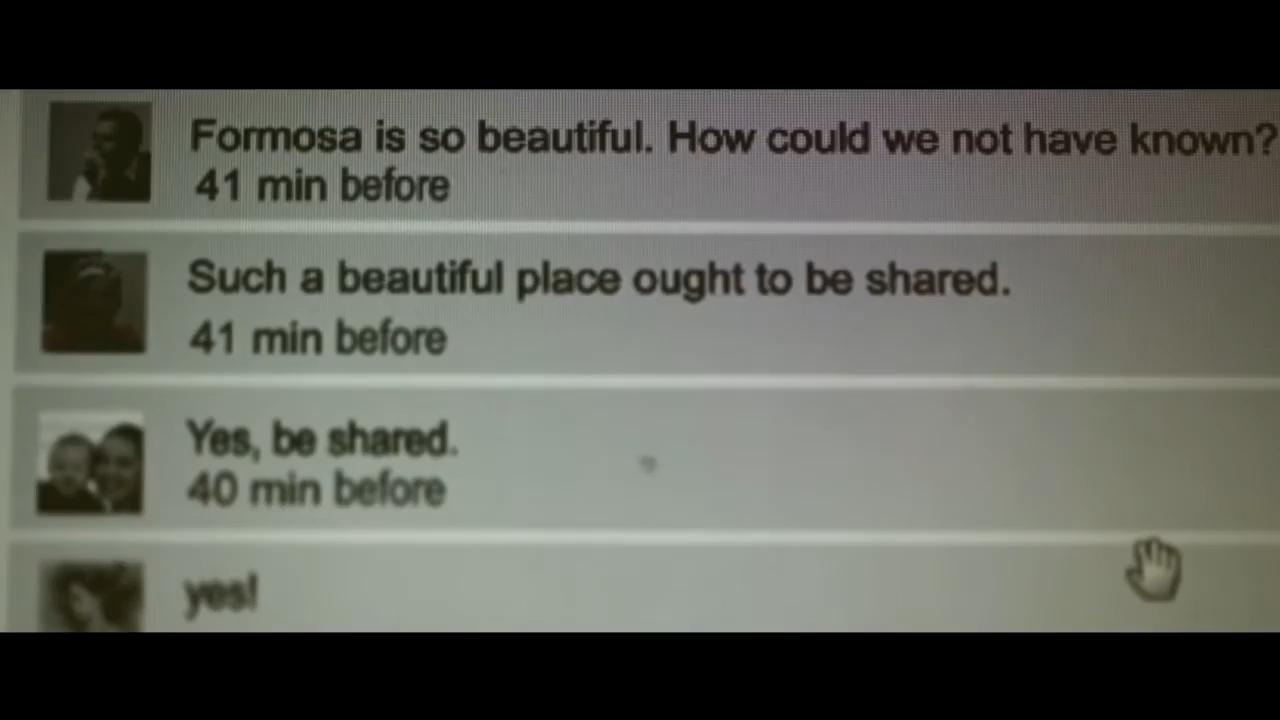 Formosa is so beautiful. How could we not have known?
41 min before
Such a beautiful place ought to be shared.
41 min before
Yes, be shared.
40 min before
yes!